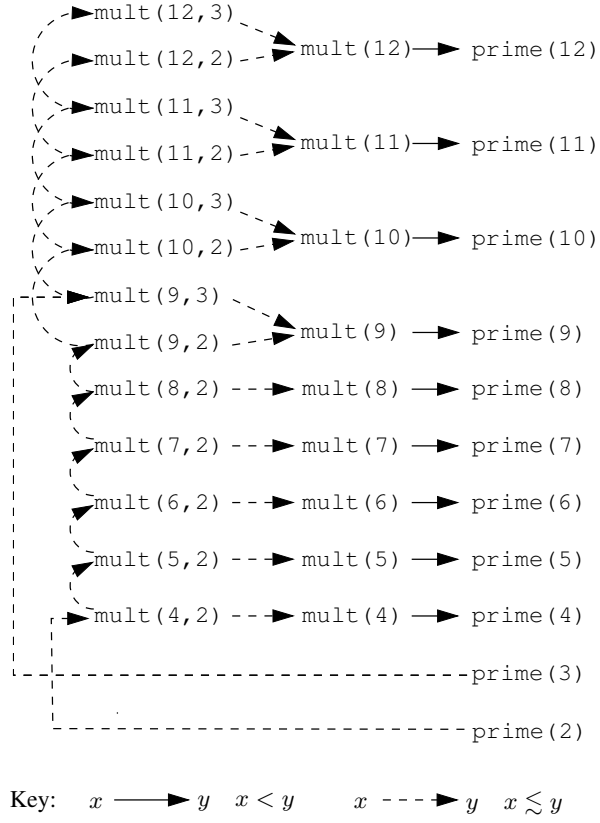 mult(12,3)
mult(12,2) mult(12) prime(12)
mult(11,3)
mult(11,2) mult(11) prime(11)
mult(10,3)
mult(10,2) mult(10) prime(10)
mult(9,3)
mult(9,2) mult(9) prime(9)
mult(8,2) mult(8) prime(8)
mult(7,2) mult(7) prime(7)
mult(6,2) mult(6) prime(6)
mult(5,2) mult(5) prime(5)
mult(4,2) mult(4) prime(4)
prime(3)
prime(2)
Key: x y x < y x y x ≲ y